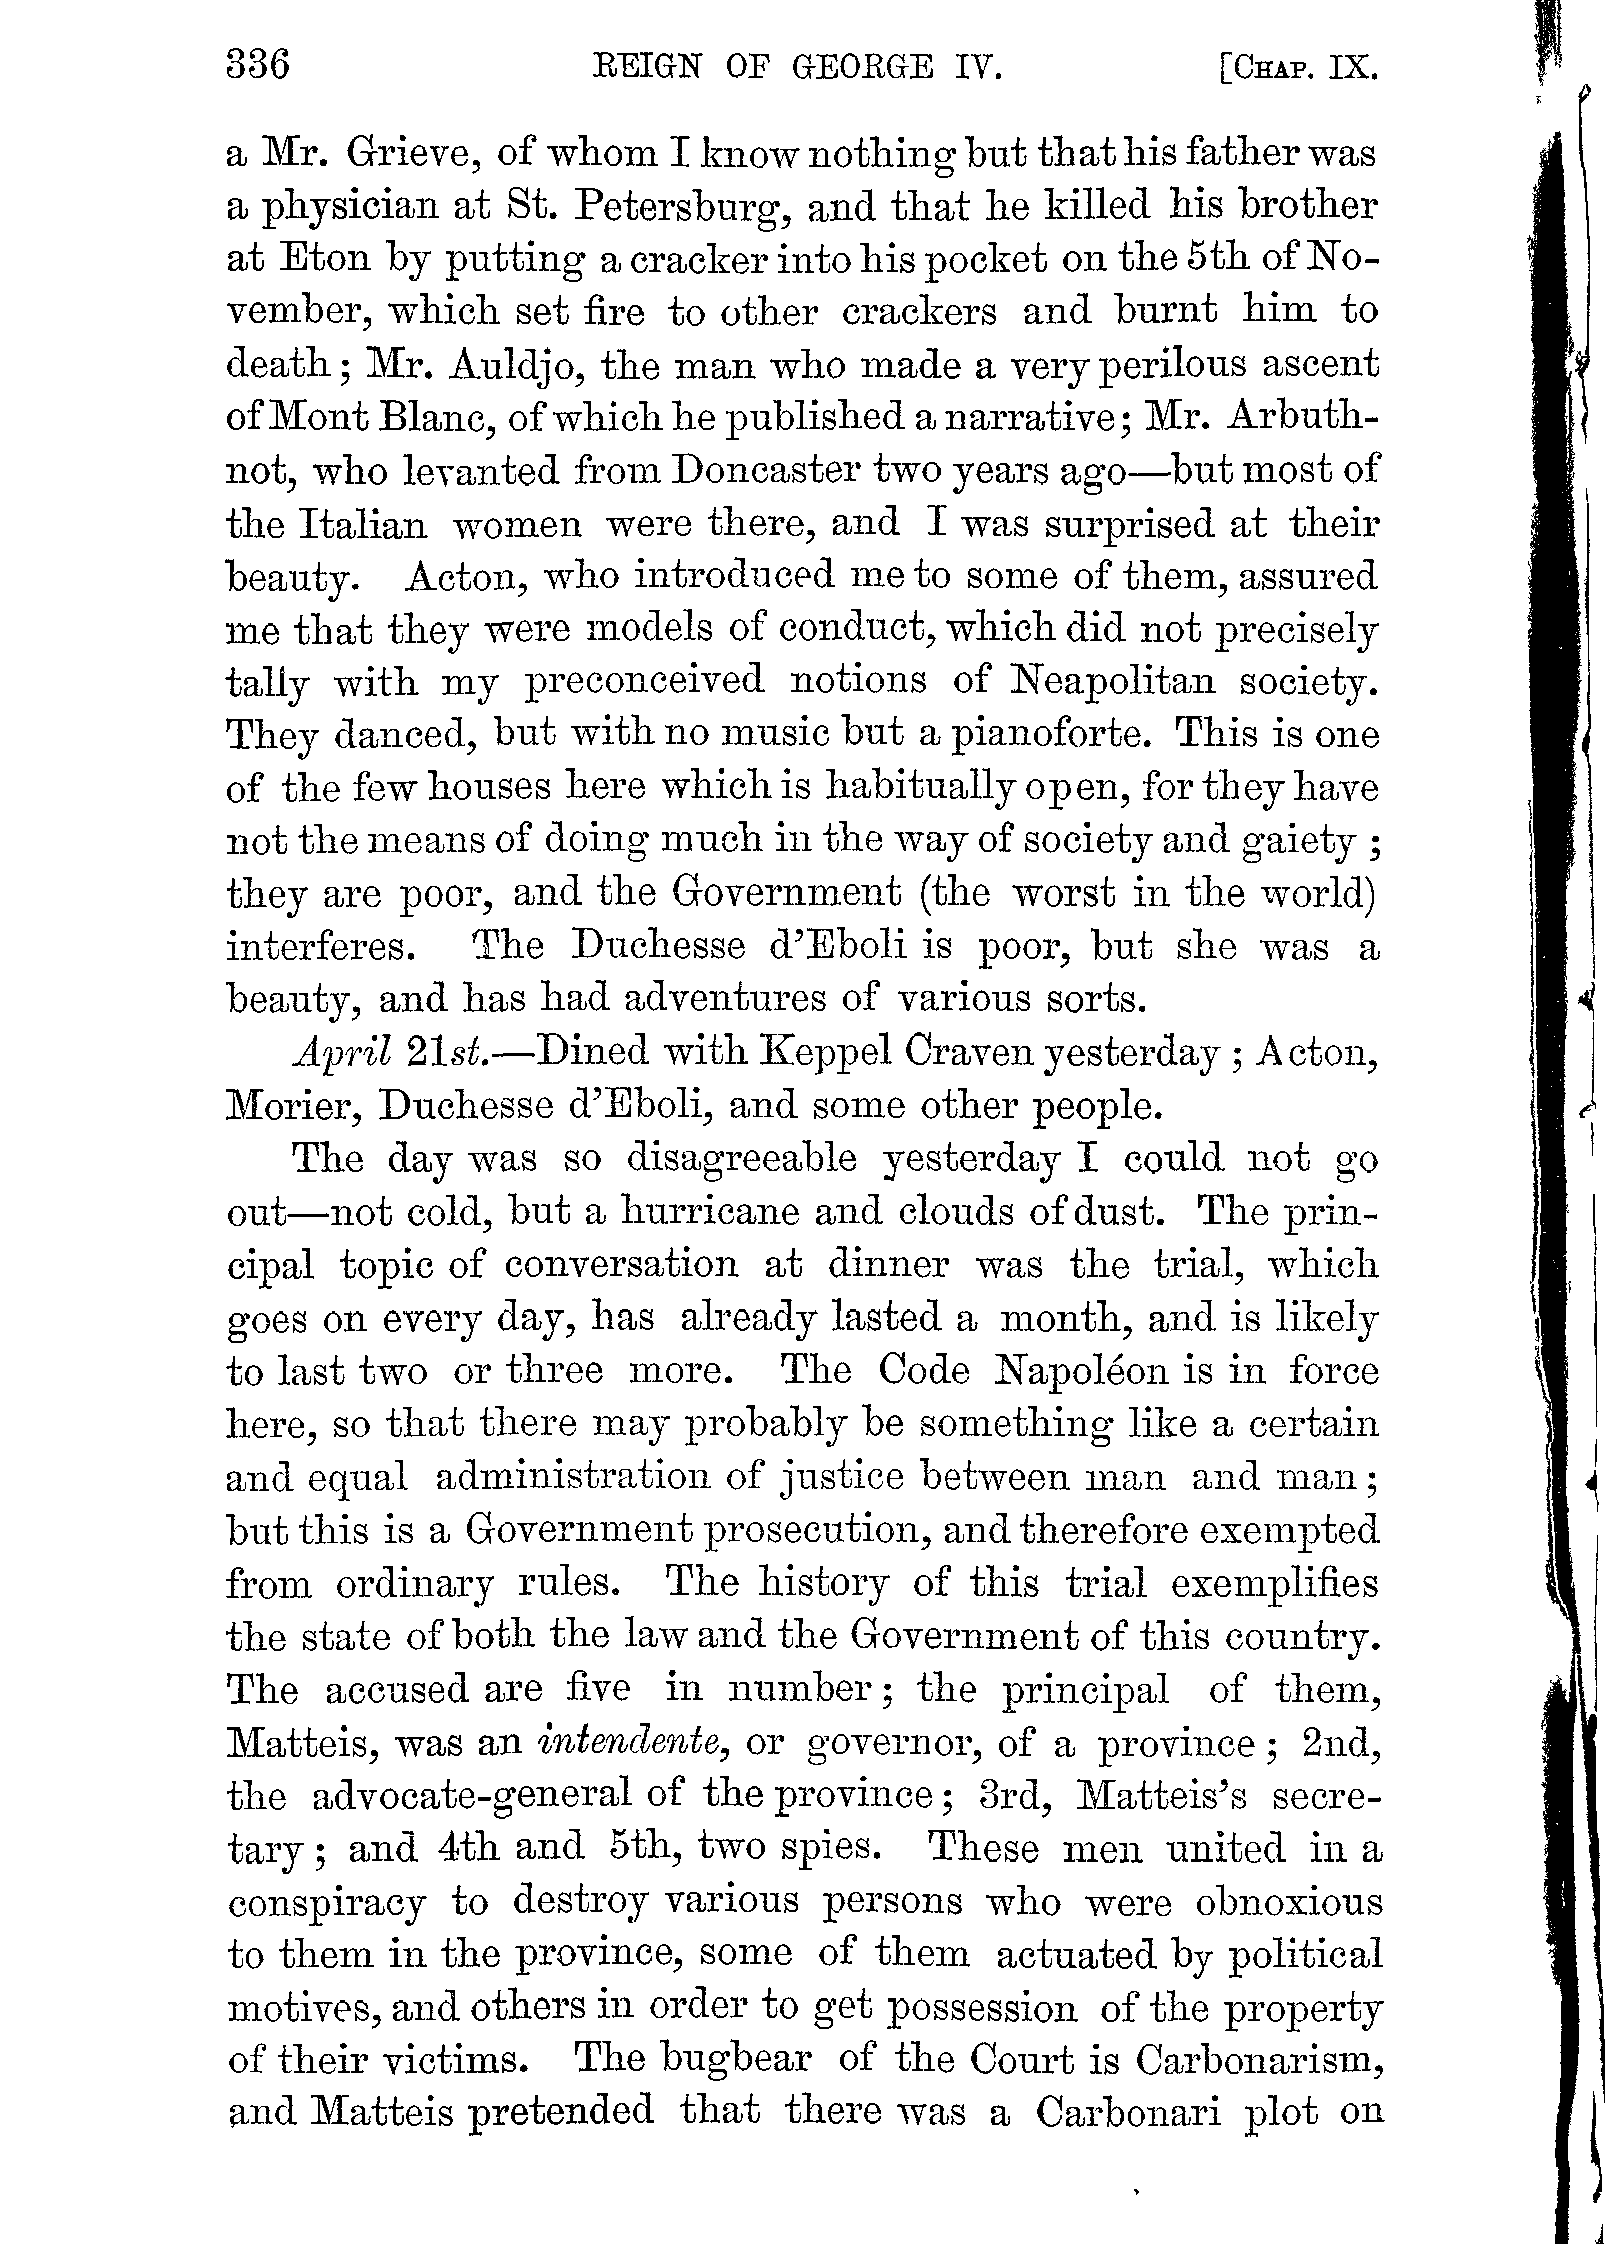 336 REIGN OF GEORGE IV. [CHAP. IX.
a Mr. Grieve, of whom I know nothing but that his father was
a physician at St. Petersburg, and that he killed his brother
at Eton by putting a cracker into his pocket on the 5th of No-
vember, which set fire to other crackers and burnt him to
death; Mr. Auldjo, the man who made a very perilous ascent
of Mont Blanc, of which he published a narrative; Mr. Arbuth-
not, who levanted from Doncaster two years ago—but most of
the Italian women were there, and I was surprised at their
beauty. Acton, who introduced me to some of them, assured
me that they were models of conduct, which did not precisely
tally with my preconceived notions of Neapolitan society.
They danced, but with no music but a pianoforte. This is one
of the few houses here which is habitually open, for they have
not the means of doing much in the way of society and gaiety;
they are poor, and the Government (the worst in the world)
interferes. The Duchesse d'Eboli is poor, but she was a
beauty, and has had adventures of various sorts.
April 21st.—Dined with Keppel Craven yesterday; Acton,
Morier, Duchesse d'Eboli, and some other people.
The day was so disagreeable yesterday I could not go
out—not cold, but a hurricane and clouds of dust. The prin-
cipal topic of conversation at dinner was the trial, which
goes on every day, has already lasted a month, and is likely
to last two or three more. The Code Napoléon is in force
here, so that there may probably be something like a certain
and equal administration of justice between man and man;
but this is a Government prosecution, and therefore exempted
from ordinary rules. The history of this trial exemplifies
the state of both the law and the Government of this country.
The accused are five in number; the principal of them,
Matteis, was an intendente, or governor, of a province; 2nd,
the advocate-general of the province; 3rd, Matteis's secre-
tary; and 4th and 5th, two spies. These men united in a
conspiracy to destroy various persons who were obnoxious
to them in the province, some of them actuated by political
motives, and others in order to get possession of the property
of their victims. The bugbear of the Court is Carbonarism,
and Matteis pretended that there was a Carbonari plot on